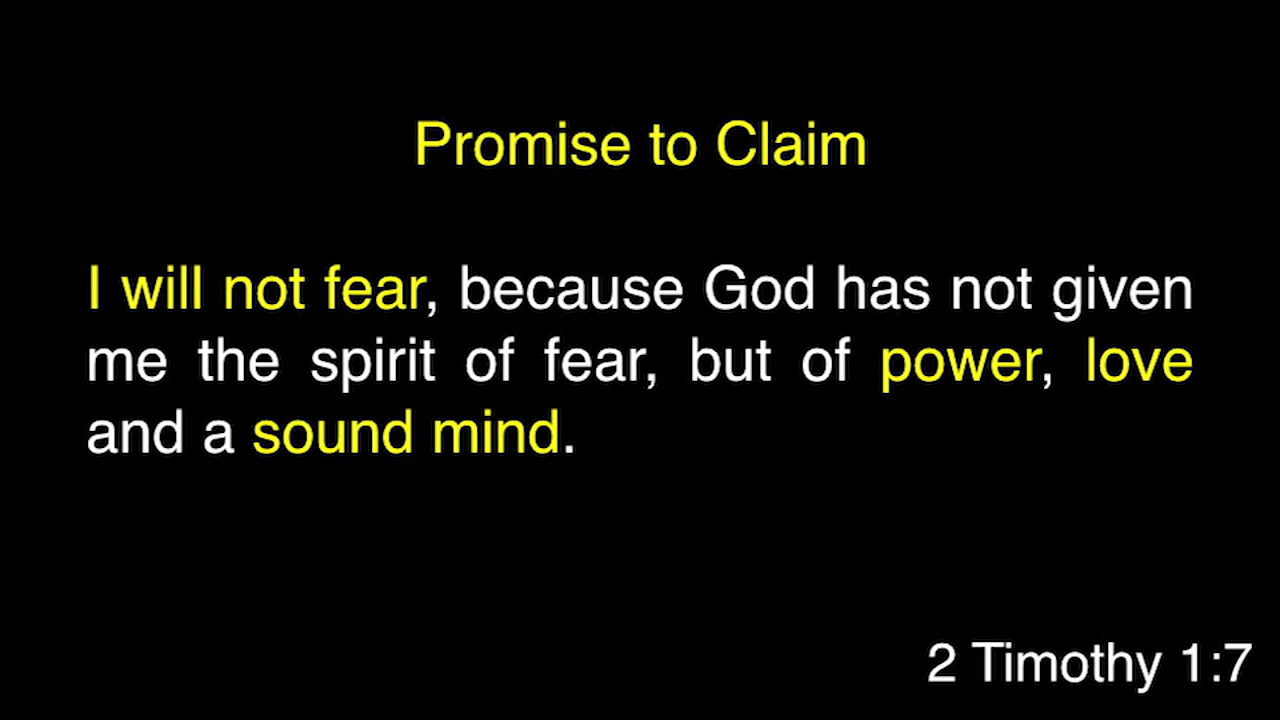 Promise to Claim
I will not fear, because God has not given
me the spirit of fear, but of power, love
and a sound mind.
2 Timothy 1:7